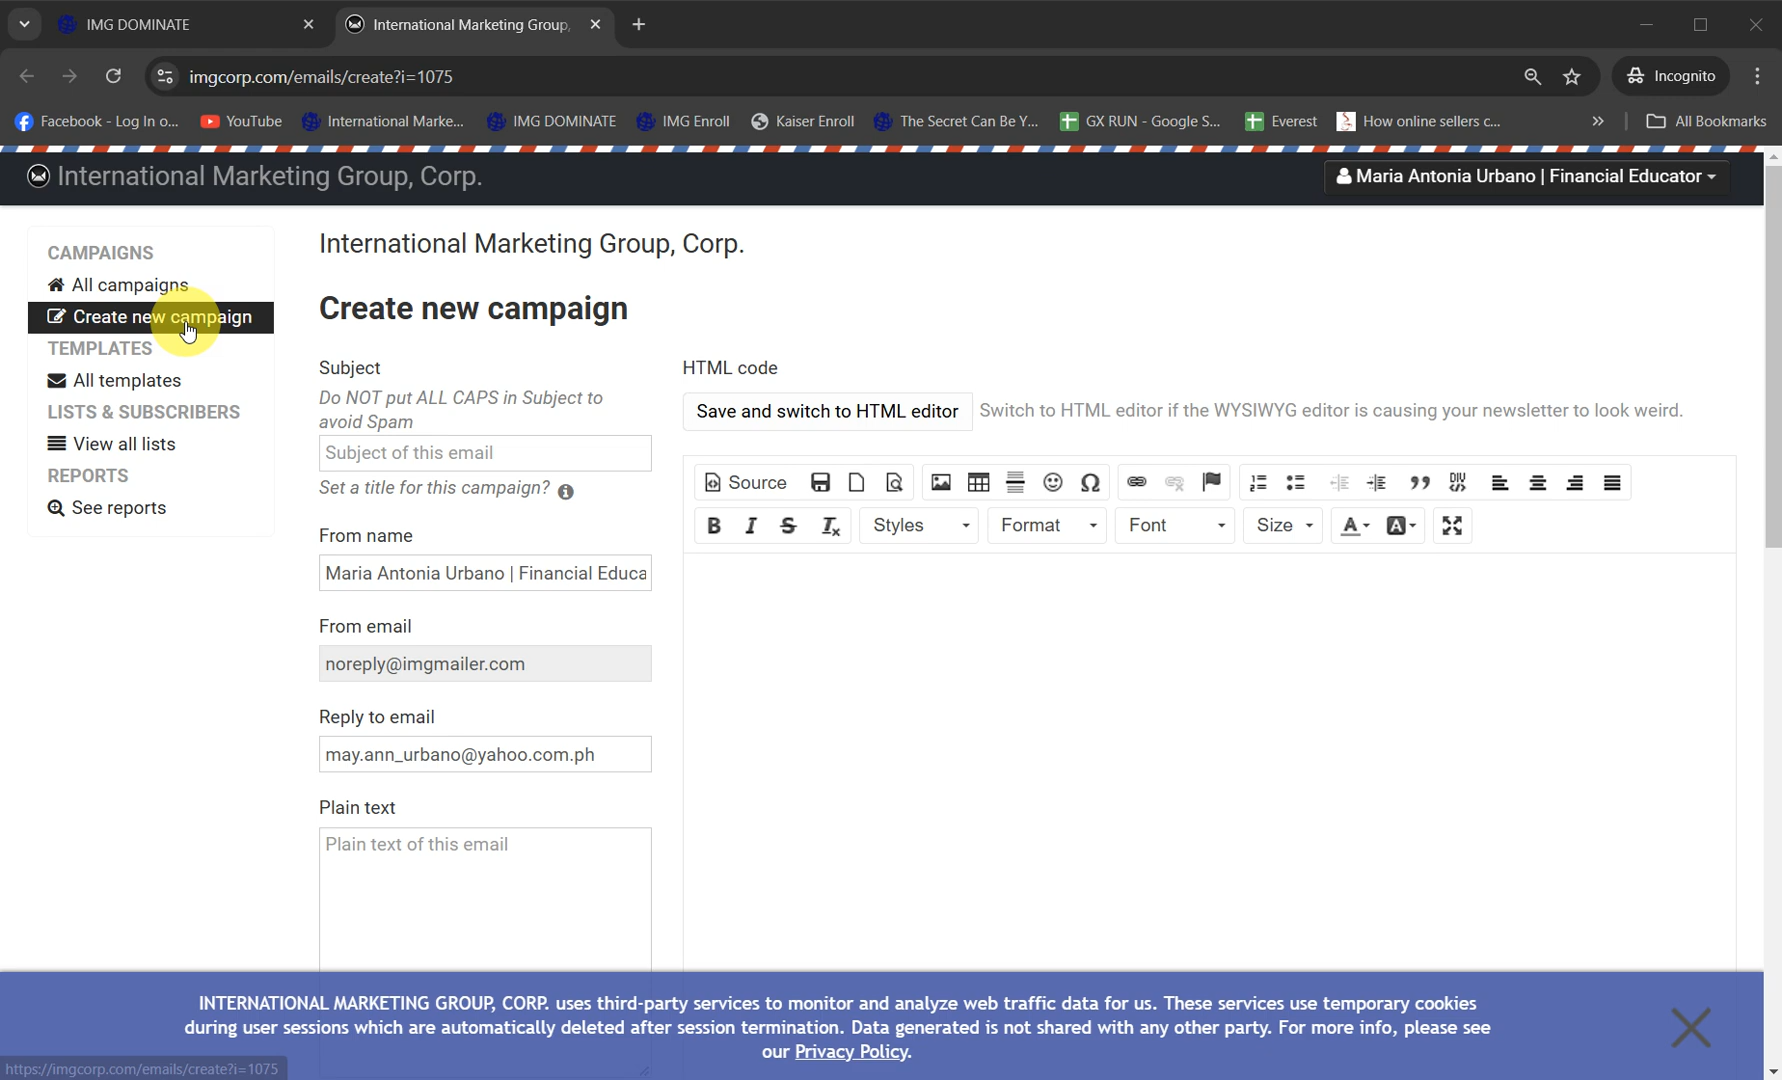 IMG DOMINATE
International Marketing Group,
imgcorp.com/emails/create?i=1075
Incognito
Facebook - Log In o...
YouTube
International Marke...
IMG DOMINATE
IMG Enroll
Kaiser Enroll
The Secret Can Be Y...
GX RUN - Google S...
Everest
How online sellers c...
»
All Bookmarks
International Marketing Group, Corp.
Maria Antonia Urbano | Financial Educator
CAMPAIGNS
All campaigns
Create new campaign
TEMPLATES
All templates
LISTS & SUBSCRIBERS
View all lists
REPORTS
See reports
International Marketing Group, Corp.
Create new campaign
Subject
Do NOT put ALL CAPS in Subject to
avoid Spam
Subject of this email
Set a title for this campaign?
From name
Maria Antonia Urbano | Financial Educa
From email
noreply@imgmailer.com
Reply to email
may.ann_urbano@yahoo.com.ph
Plain text
Plain text of this email
HTML code
Save and switch to HTML editor
Switch to HTML editor if the WYSIWYG editor is causing your newsletter to look weird.
Source
Styles
Format
Font
Size
INTERNATIONAL MARKETING GROUP, CORP. uses third-party services to monitor and analyze web traffic data for us. These services use temporary cookies
during user sessions which are automatically deleted after session termination. Data generated is not shared with any other party. For more info, please see
our Privacy Policy.
https://imgcorp.com/emails/create?i=1075